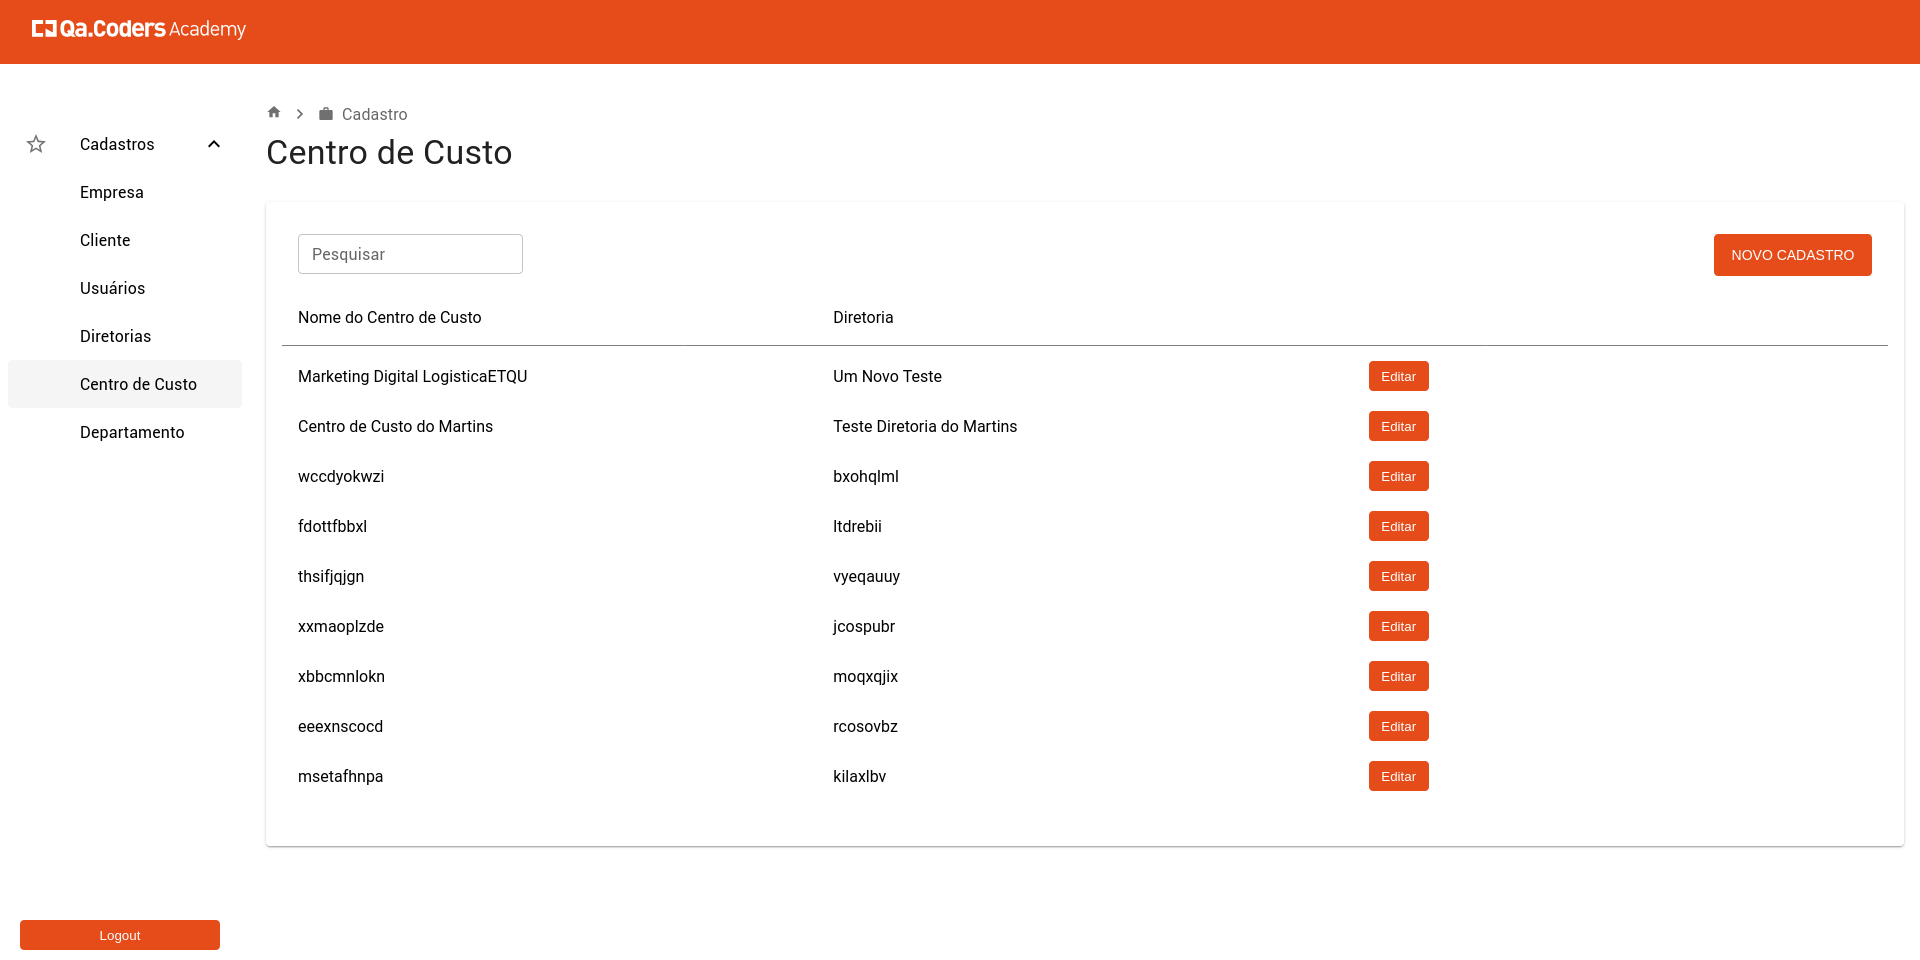 Qa.Coders Academy
Cadastro
Centro de Custo
Cadastros
Empresa
Cliente
Usuários
Diretorias
Centro de Custo
Departamento
Logout
Pesquisar
NOVO CADASTRO
Nome do Centro de Custo Diretoria
Marketing Digital LogisticaETQU Um Novo Teste Editar
Centro de Custo do Martins Teste Diretoria do Martins Editar
wccdyokwzi bxohqlml Editar
fdottfbbxl ltdrebii Editar
thsifjqjgn vyeqauuy Editar
xxmaoplzde jcospubr Editar
xbbcmnlokn moqxqjix Editar
eeexnscocd rcosovbz Editar
msetafhnpa kilaxlbv Editar